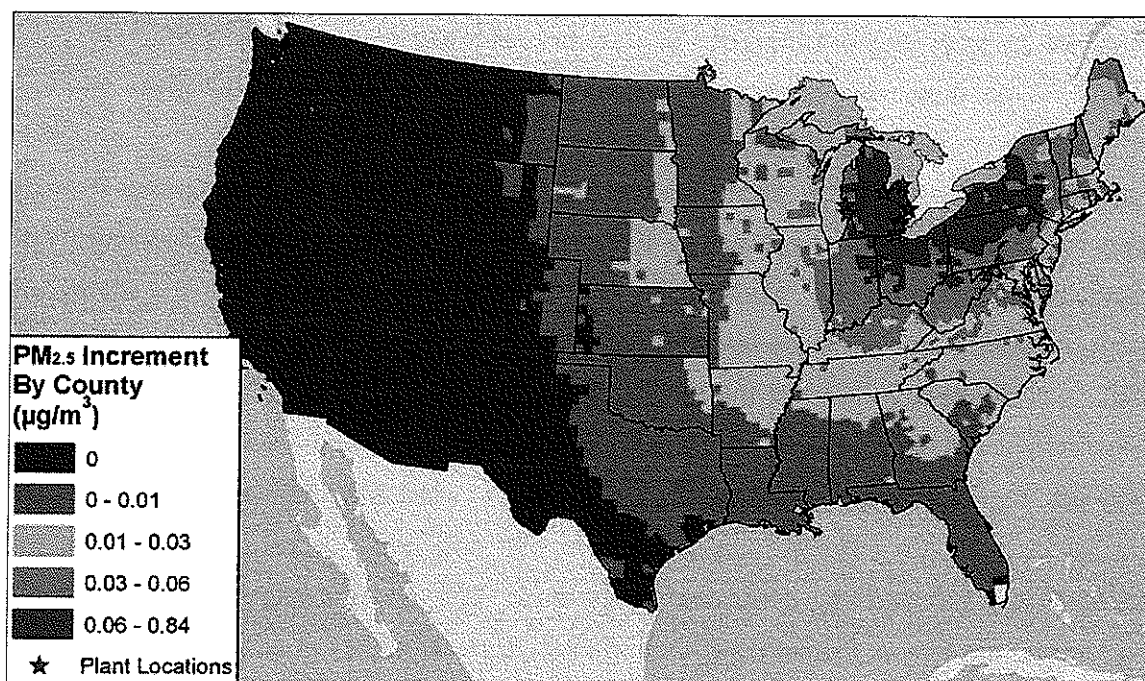 PM2.5 Increment
By County
(µg/m³)
0
0 - 0.01
0.01 - 0.03
0.03 - 0.06
0.06 - 0.84
Plant Locations